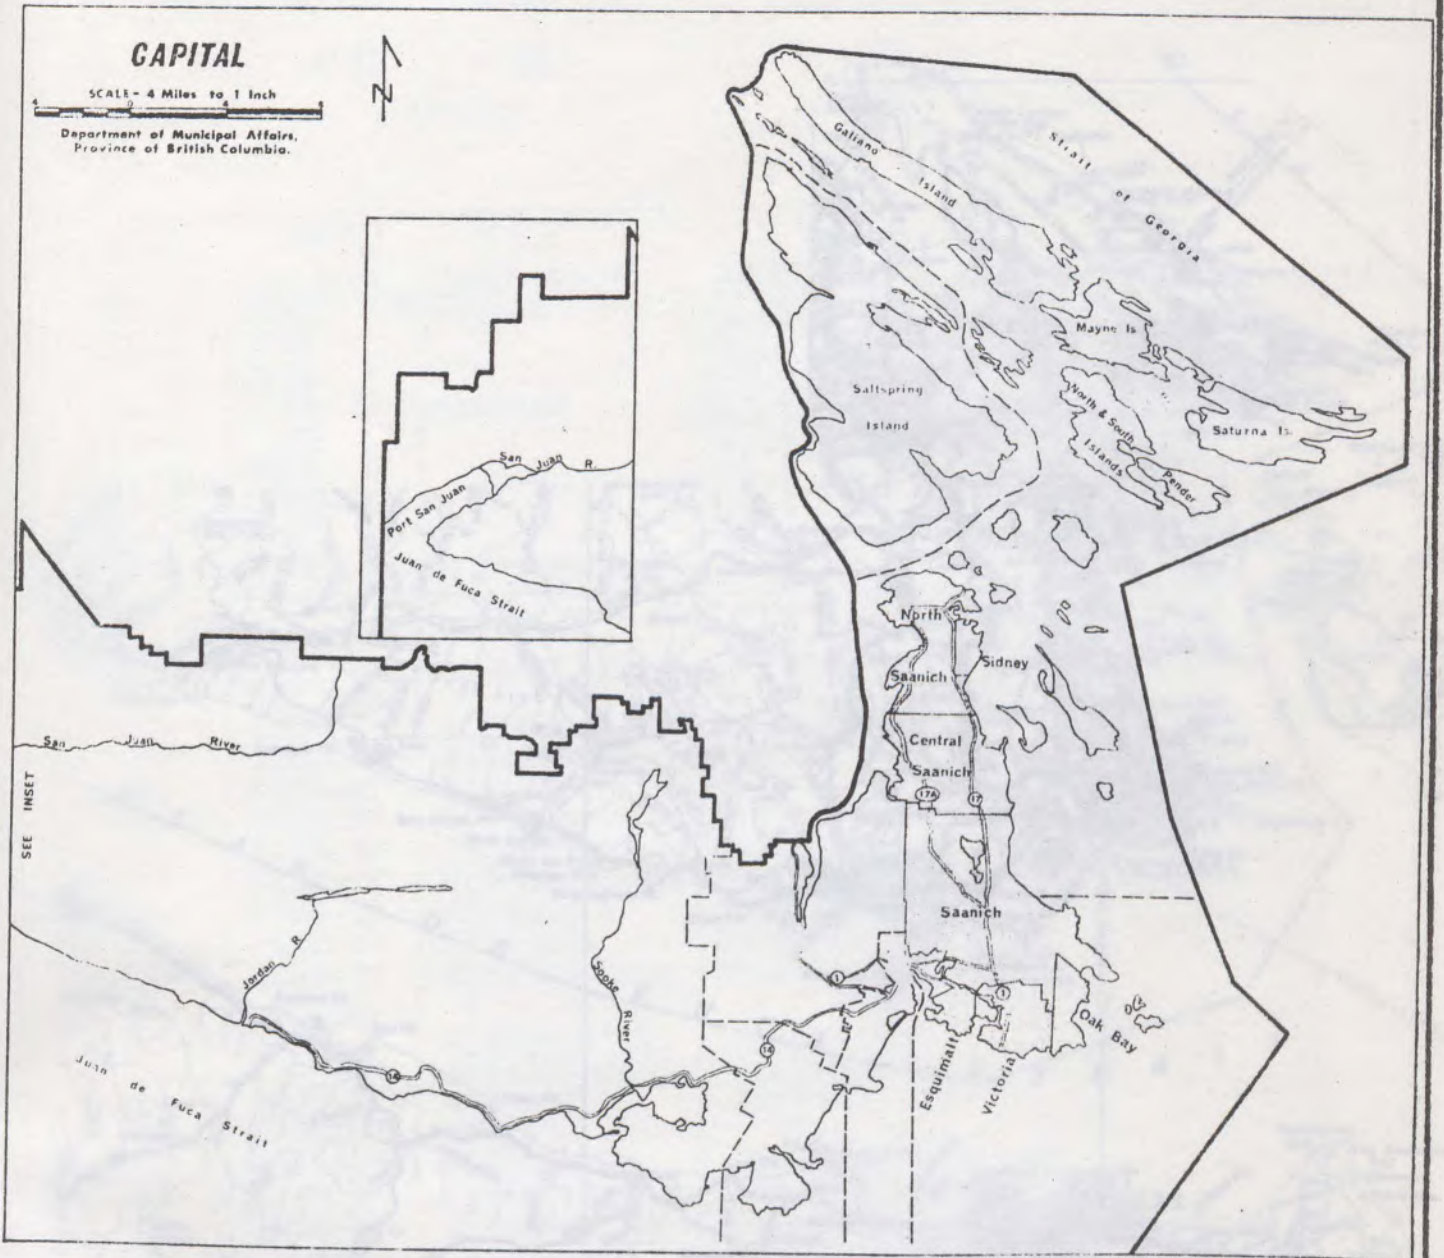 CAPITAL
SCALE - 4 Miles to 1 Inch
4 0 4 8
Department of Municipal Affairs,
Province of British Columbia.
N
Strait of Georgia
Galiano
Island
Mayne Is
Saltspring
Island
North & South
Pender
Islands
Saturna Is.
San Juan R.
Port San Juan
Juan de Fuca Strait
North
Saanich
Sidney
Central
Saanich
17A
17
San Juan River
SEE INSET
Saanich
Jordan R.
Sooke River
1
1
14
14
Oak Bay
Esquimalt
Victoria
Juan de Fuca Strait